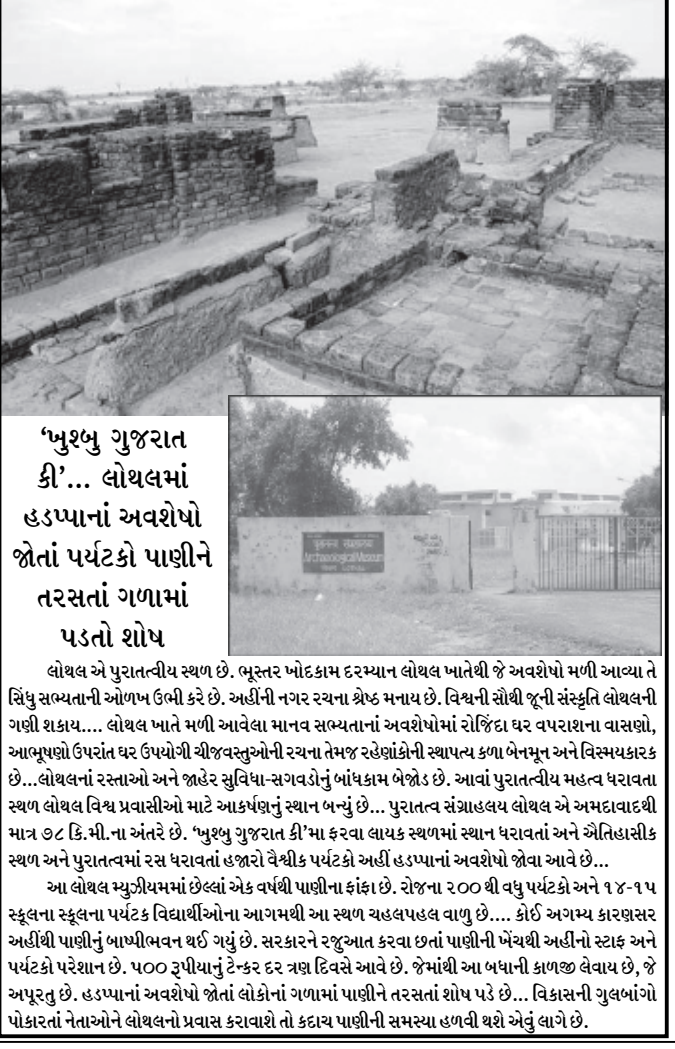 पुरातत्व संग्रहालय
Archaeological Museum
'ખુશ્બુ ગુજરાત
કી'... લોથલમાં
હડપ્પાનાં અવશેષો
જોતાં પર્યટકો પાણીને
તરસતાં ગળામાં
પડતો શોષ
લોથલ એ પુરાતત્વીય સ્થળ છે. ભૂસ્તર ખોદકામ દરમ્યાન લોથલ ખાતેથી જે અવશેષો મળી આવ્યા તે
સિંધુ સભ્યતાની ઓળખ ઉભી કરે છે. અહીંની નગર રચના શ્રેષ્ઠ મનાય છે. વિશ્વની સૌથી જૂની સંસ્કૃતિ લોથલની
ગણી શકાય.... લોથલ ખાતે મળી આવેલા માનવ સભ્યતાનાં અવશેષોમાં રોજિંદા ઘર વપરાશના વાસણો,
આભૂષણો ઉપરાંત ઘર ઉપયોગી ચીજવસ્તુઓની રચના તેમજ રહેણાંકોની સ્થાપત્ય કળા બેનમૂન અને વિસ્મયકારક
છે...લોથલનાં રસ્તાઓ અને જાહેર સુવિધા-સગવડોનું બાંધકામ બેજોડ છે. આવાં પુરાતત્વીય મહત્વ ધરાવતા
સ્થળ લોથલ વિશ્વ પ્રવાસીઓ માટે આકર્ષણનું સ્થાન બન્યું છે... પુરાતત્વ સંગ્રાહલય લોથલ એ અમદાવાદથી
માત્ર ૭૮ કિ.મી.ના અંતરે છે. 'ખુશ્બુ ગુજરાત કી'મા ફરવા લાયક સ્થળમાં સ્થાન ધરાવતાં અને ઐતિહાસીક
સ્થળ અને પુરાતત્વમાં રસ ધરાવતાં હજારો વૈશ્વીક પર્યટકો અહીં હડપ્પાનાં અવશેષો જોવા આવે છે...
આ લોથલ મ્યુઝીયમમાં છેલ્લાં એક વર્ષથી પાણીના ફાંફા છે. રોજના ૨૦૦ થી વધુ પર્યટકો અને ૧૪-૧૫
સ્કૂલના સ્કૂલના પર્યટક વિદ્યાર્થીઓના આગમથી આ સ્થળ ચહલપહલ વાળુ છે.... કોઈ અગમ્ય કારણસર
અહીંથી પાણીનું બાષ્પીભવન થઈ ગયું છે. સરકારને રજુઆત કરવા છતાં પાણીની ખેંચથી અહીંનો સ્ટાફ અને
પર્યટકો પરેશાન છે. ૫૦૦ રૂપીયાનું ટેન્કર દર ત્રણ દિવસે આવે છે. જેમાંથી આ બધાની કાળજી લેવાય છે, જે
અપૂરતુ છે. હડપ્પાનાં અવશેષો જોતાં લોકોનાં ગળામાં પાણીને તરસતાં શોષ પડે છે... વિકાસની ગુલબાંગો
પોકારતાં નેતાઓને લોથલનો પ્રવાસ કરાવાશે તો કદાચ પાણીની સમસ્યા હળવી થશે એવું લાગે છે.